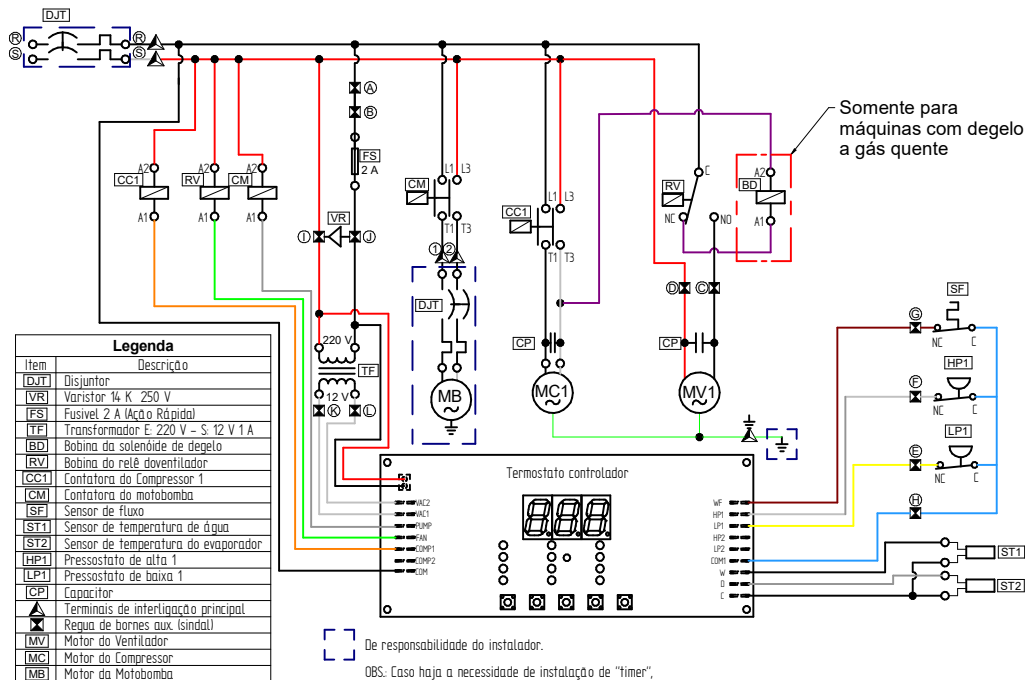 DJT
R
S
R
S
A
B
Somente para
máquinas com degelo
a gás quente
FS
2 A
A2
CC1
A1
A2
RV
A1
A2
CM
A1
L1 L3
CM
T1 T3
L1 L3
CC1
T1 T3
C
RV
NC
NO
A2
BD
A1
VR
I
J
1
2
D
C
DJT
220 V
TF
12 V
K
L
CP
CP
MB
~
MC1
~
MV1
~
SF
G
NC
C
HP1
F
NC
C
LP1
E
NC
C
H
Legenda
Item Descrição
DJT Disjuntor
VR Varistor 14 K 250 V
FS Fusivel 2 A (Ação Rápida)
TF Transformador E: 220 V - S: 12 V 1 A
BD Bobina da solenóide de degelo
RV Bobina do relê doventilador
CC1 Contatora do Compressor 1
CM Contatora do motobomba
SF Sensor de fluxo
ST1 Sensor de temperatura de água
ST2 Sensor de temperatura do evaporador
HP1 Pressostato de alta 1
LP1 Pressostato de baixa 1
CP Capacitor
Terminais de interligação principal
Regua de bornes aux. (sindal)
MV Motor do Ventilador
MC Motor do Compressor
MB Motor da Motobomba
Termostato controlador
888
VAC2
VAC1
PUMP
FAN
COMP1
COMP2
COM
WF
HP1
LP1
HP2
LP2
COM1
W
D
C
ST1
ST2
De responsabilidade do instalador.
OBS.: Caso haja a necessidade de instalação de "timer",